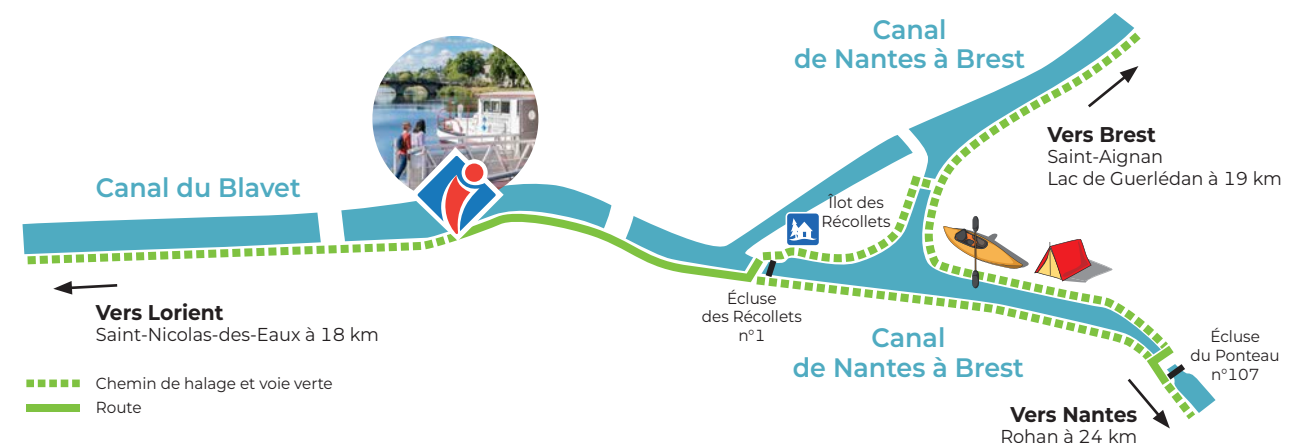 Canal
de Nantes à Brest
Vers Brest
Saint-Aignan
Lac de Guerlédan à 19 km
Canal du Blavet
Îlot des
Récollets
Vers Lorient
Saint-Nicolas-des-Eaux à 18 km
Écluse
des Récollets
n°1
Canal
de Nantes à Brest
Écluse
du Ponteau
n°107
Chemin de halage et voie verte
Route
Vers Nantes
Rohan à 24 km